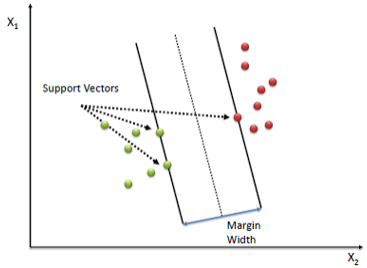 X1
Support Vectors
Margin
Width
X2